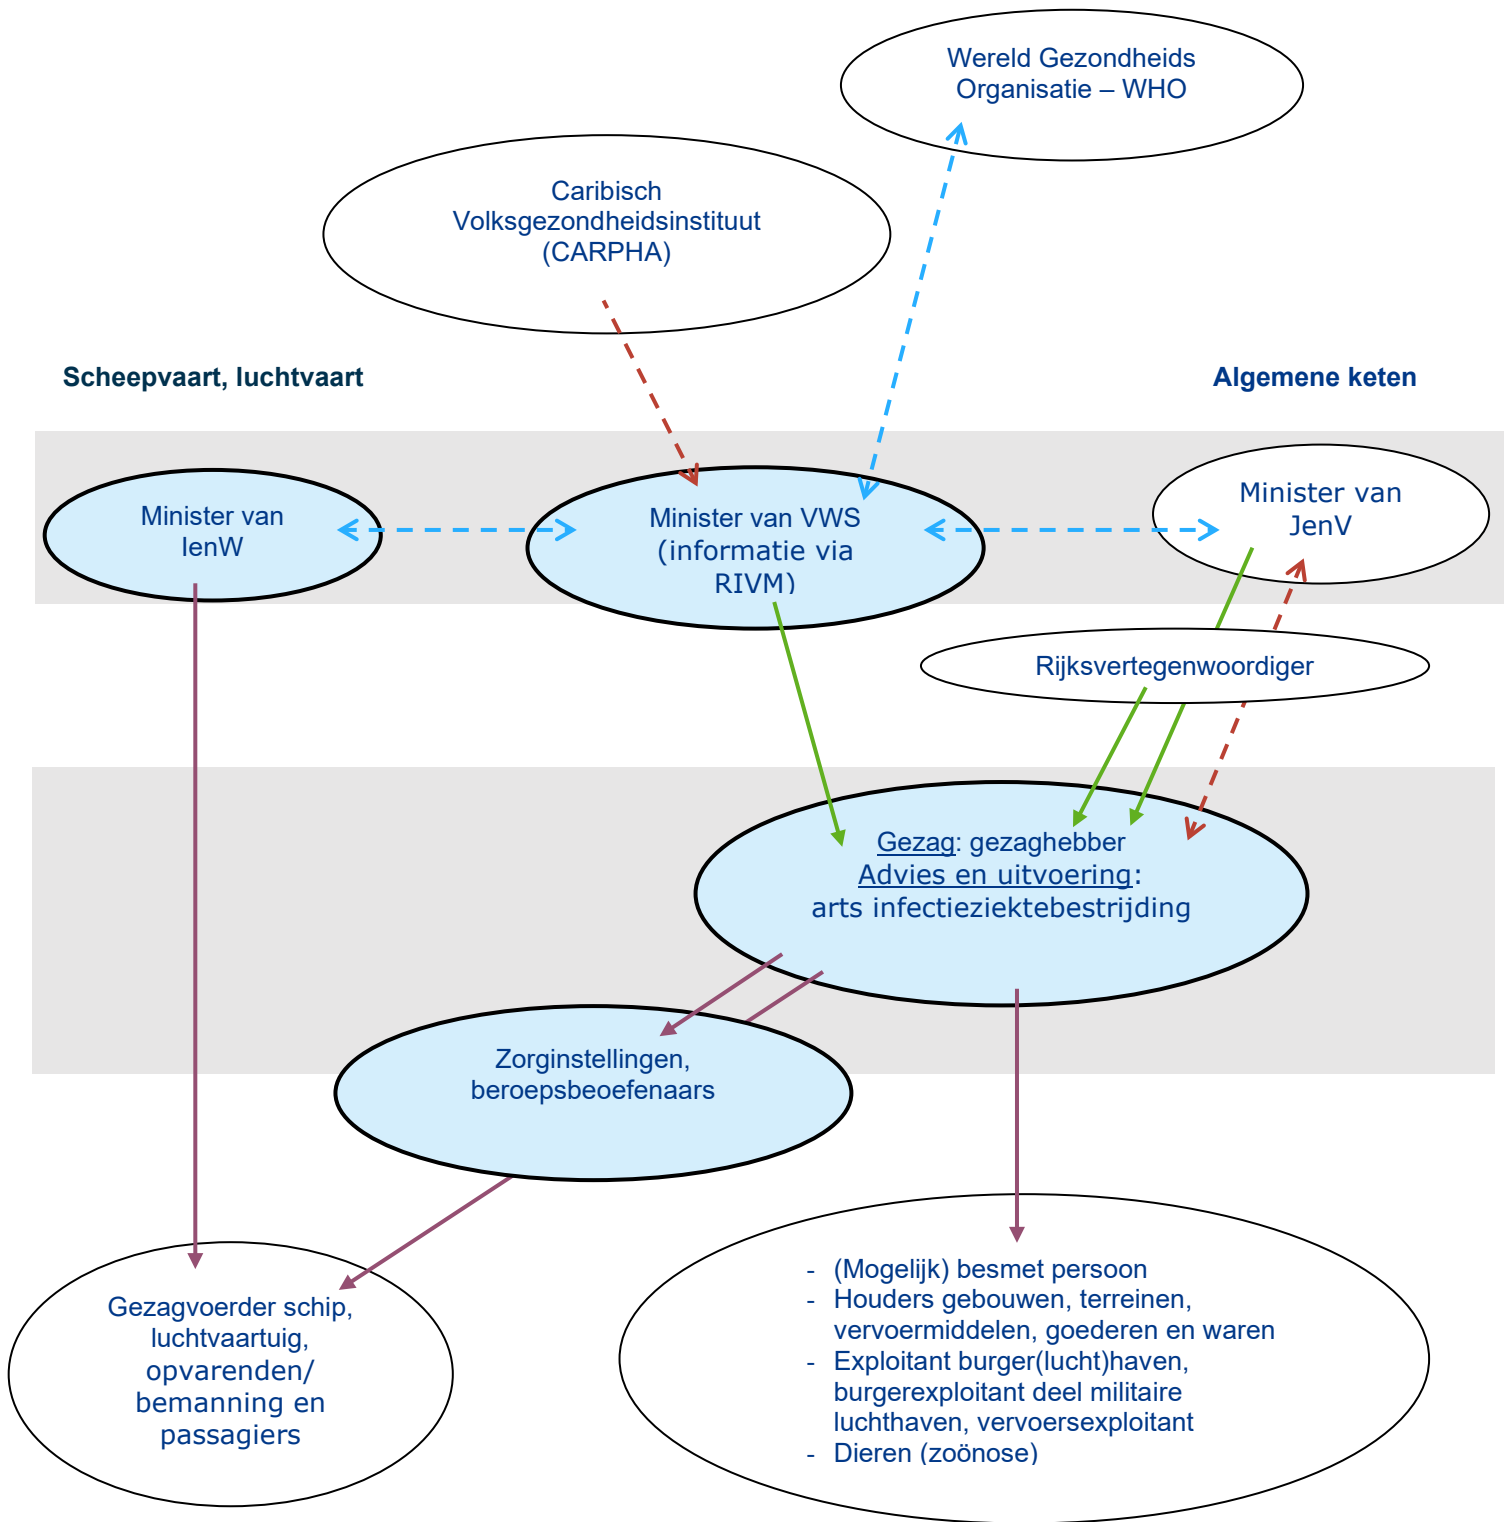 Wereld Gezondheids
Organisatie – WHO
Caribisch
Volksgezondheidsinstituut
(CARPHA)
Scheepvaart, luchtvaart
Algemene keten
Minister van
IenW
Minister van VWS
(informatie via
RIVM)
Minister van
JenV
Rijksvertegenwoordiger
Gezag: gezaghebber
Advies en uitvoering:
arts infectieziektebestrijding
Zorginstellingen,
beroepsbeoefenaars
Gezagvoerder schip,
luchtvaartuig,
opvarenden/
bemanning en
passagiers
- (Mogelijk) besmet persoon
- Houders gebouwen, terreinen,
vervoermiddelen, goederen en waren
- Exploitant burger(lucht)haven,
burgerexploitant deel militaire
luchthaven, vervoersexploitant
- Dieren (zoönose)